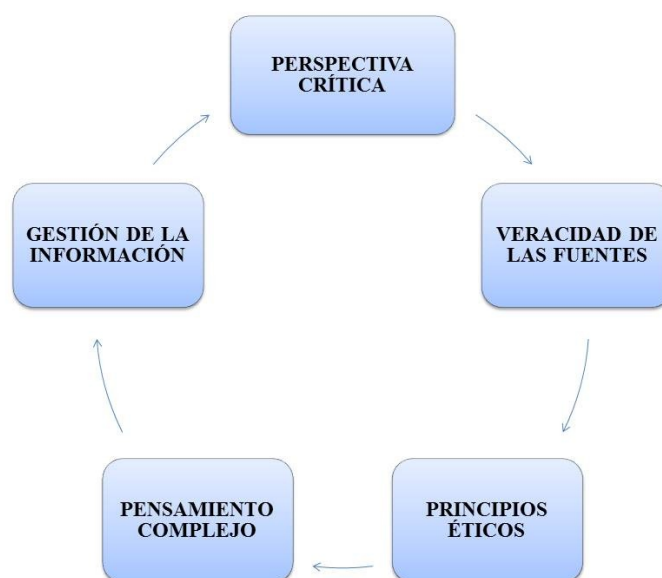 PERSPECTIVA
CRÍTICA
GESTIÓN DE LA
INFORMACIÓN
VERACIDAD DE
LAS FUENTES
PENSAMIENTO
COMPLEJO
PRINCIPIOS
ÉTICOS